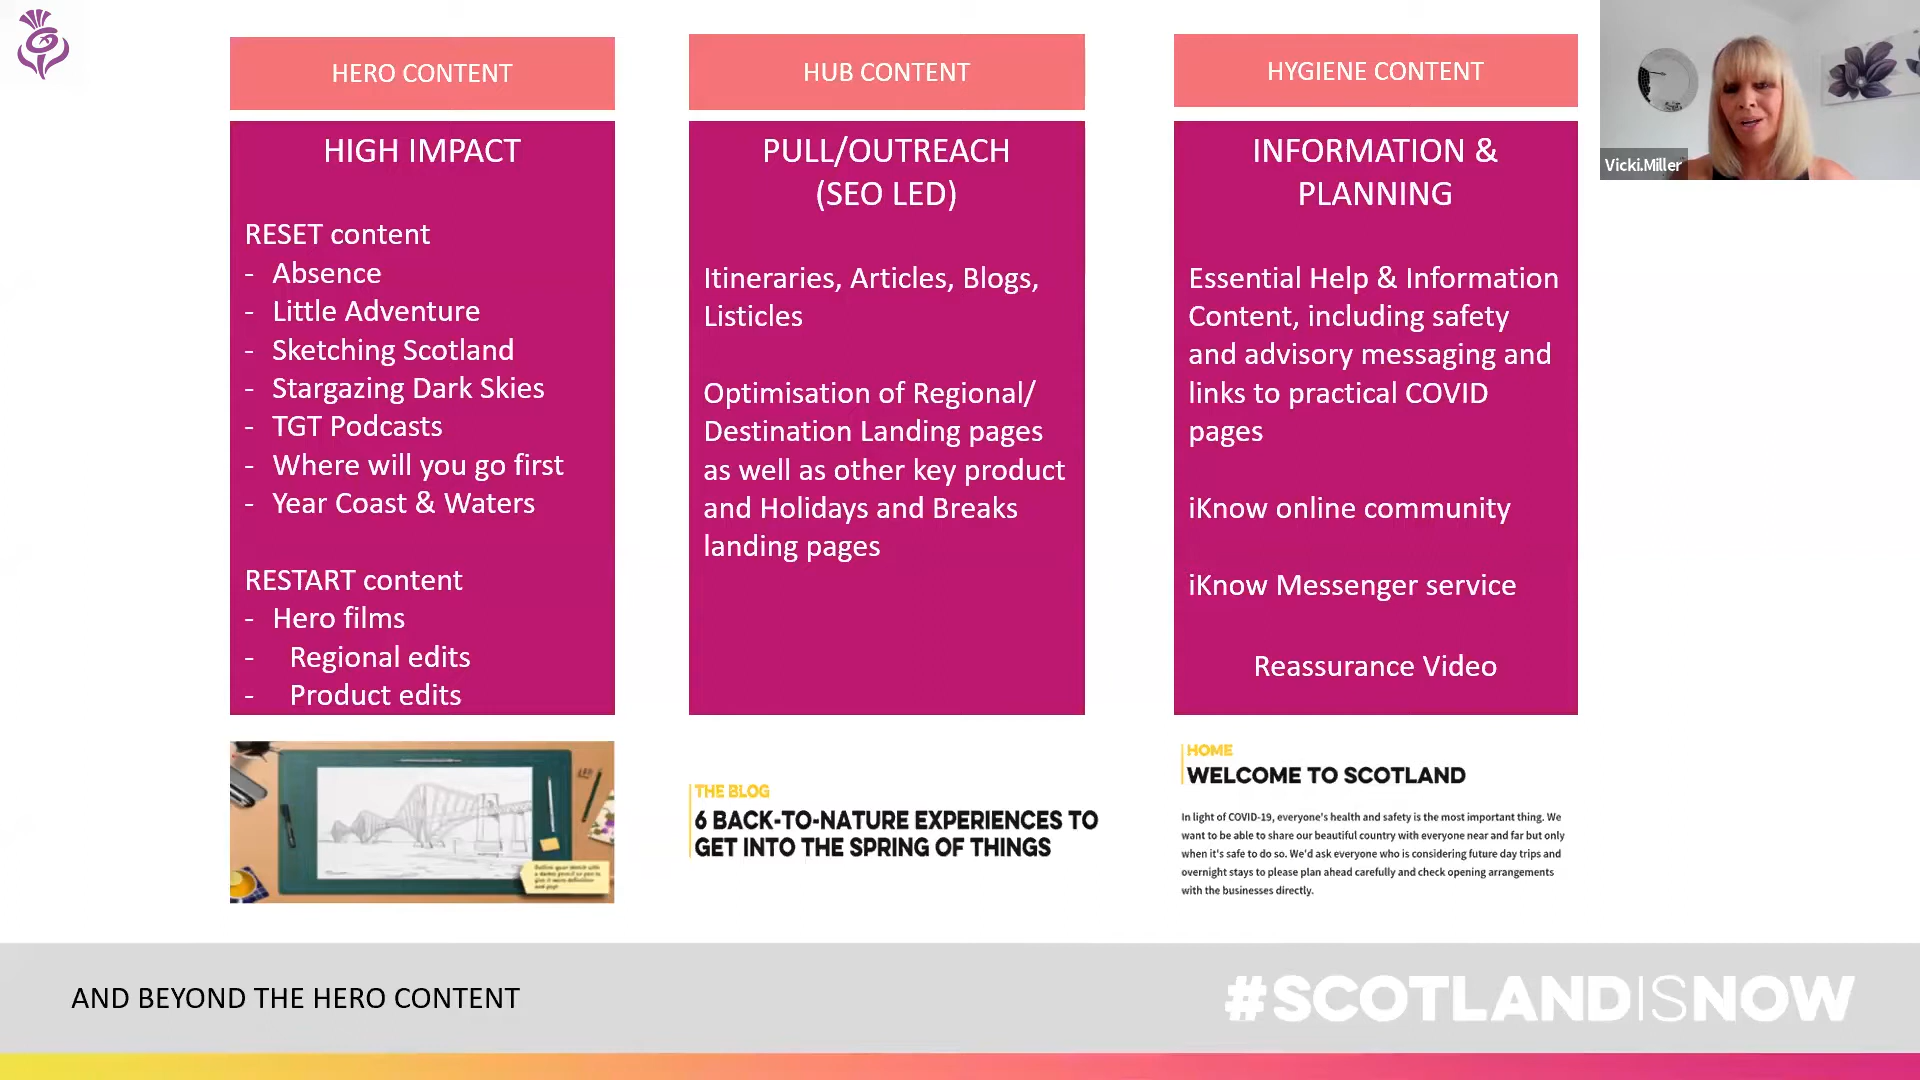 HERO CONTENT
HIGH IMPACT
RESET content
- Absence
- Little Adventure
- Sketching Scotland
- Stargazing Dark Skies
- TGT Podcasts
- Where will you go first
- Year Coast & Waters
RESTART content
- Hero films
- Regional edits
- Product edits
HUB CONTENT
PULL/OUTREACH
(SEO LED)
Itineraries, Articles, Blogs,
Listicles
Optimisation of Regional/
Destination Landing pages
as well as other key product
and Holidays and Breaks
landing pages
THE BLOG
6 BACK-TO-NATURE EXPERIENCES TO
GET INTO THE SPRING OF THINGS
HYGIENE CONTENT
INFORMATION &
PLANNING
Essential Help & Information
Content, including safety
and advisory messaging and
links to practical COVID
pages
iKnow online community
iKnow Messenger service
Reassurance Video
HOME
WELCOME TO SCOTLAND
In light of COVID-19, everyone's health and safety is the most important thing. We
want to be able to share our beautiful country with everyone near and far but only
when it's safe to do so. We'd ask everyone who is considering future day trips and
overnight stays to please plan ahead carefully and check opening arrangements
with the businesses directly.
Vicki.Miller
AND BEYOND THE HERO CONTENT
#SCOTLANDISNOW